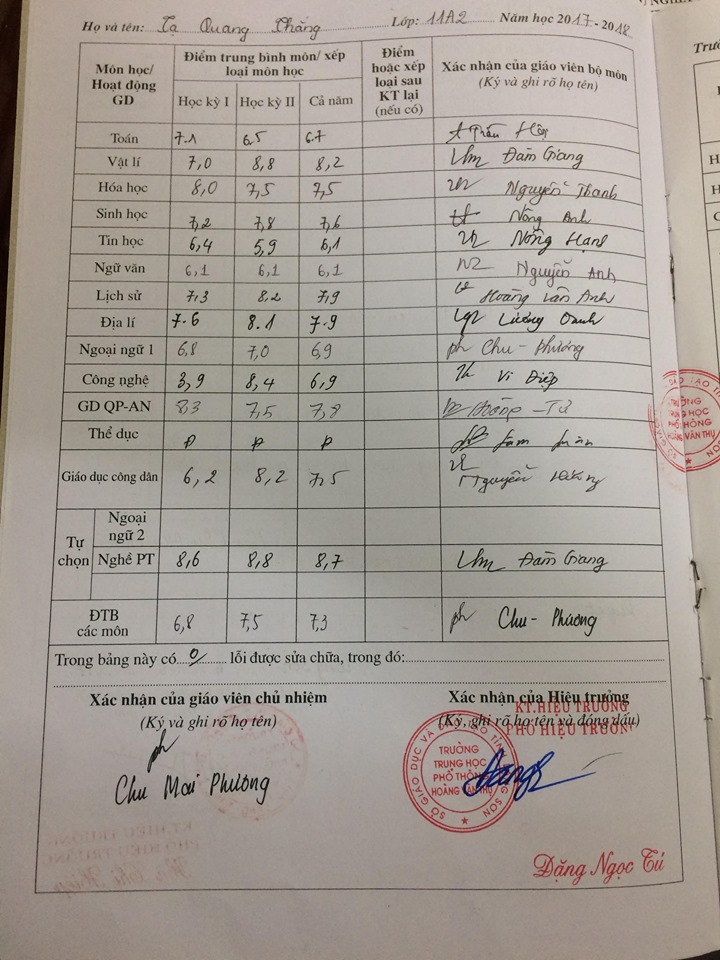 Họ và tên: Tạ Quang Thắng Lớp: 11A2 Năm học 2017-2018
Môn học/ Hoạt động GD
Điểm trung bình môn/ xếp loại môn học
Học kỳ I Học kỳ II Cả năm
Điểm hoặc xếp loại sau KT lại (nếu có)
Xác nhận của giáo viên bộ môn
(Ký và ghi rõ họ tên)
Toán 7.1 6.5 6.7 Trần
Vật lí 7,0 8,8 8,2 Đàm Giang
Hóa học 8,0 7,5 7,5 Nguyễn Thanh
Sinh học 7,2 7,8 7,6 Nông Anh
Tin học 6,4 5,9 6,1 Nông Hạnh
Ngữ văn 6,1 6,1 6,1 Nguyễn Anh
Lịch sử 7,3 8,2 7,9 Hoàng Vân Anh
Địa lí 7.6 8.1 7.9 Lương Oanh
Ngoại ngữ 1 6,8 7,0 6,9 Chu - Phương
Công nghệ 3,9 8,4 6,9 Vi Điệp
GD QP-AN 8,3 7,5 7,8 Hoàng - Tú
Thể dục Đ Đ Đ
Giáo dục công dân 6,2 8,2 7,5 Nguyễn
Tự chọn
Ngoại ngữ 2
Nghề PT 8,6 8,8 8,7 Đàm Giang
ĐTB các môn 6,8 7,5 7,3 Chu - Phương
Trong bảng này có 0 lỗi được sửa chữa, trong đó:
Xác nhận của giáo viên chủ nhiệm
(Ký và ghi rõ họ tên)
Chu Mai Phương
Xác nhận của Hiệu trưởng
(Ký, ghi rõ họ tên và đóng dấu)
KT.HIỆU TRƯỞNG
PHÓ HIỆU TRƯỞNG
TRƯỜNG
TRUNG HỌC
PHỔ THÔNG
HOÀNG VĂN THỤ
Đặng Ngọc Tú
TRƯỜNG
TRUNG HỌC
PHỔ THÔNG
HOÀNG VĂN THỤ